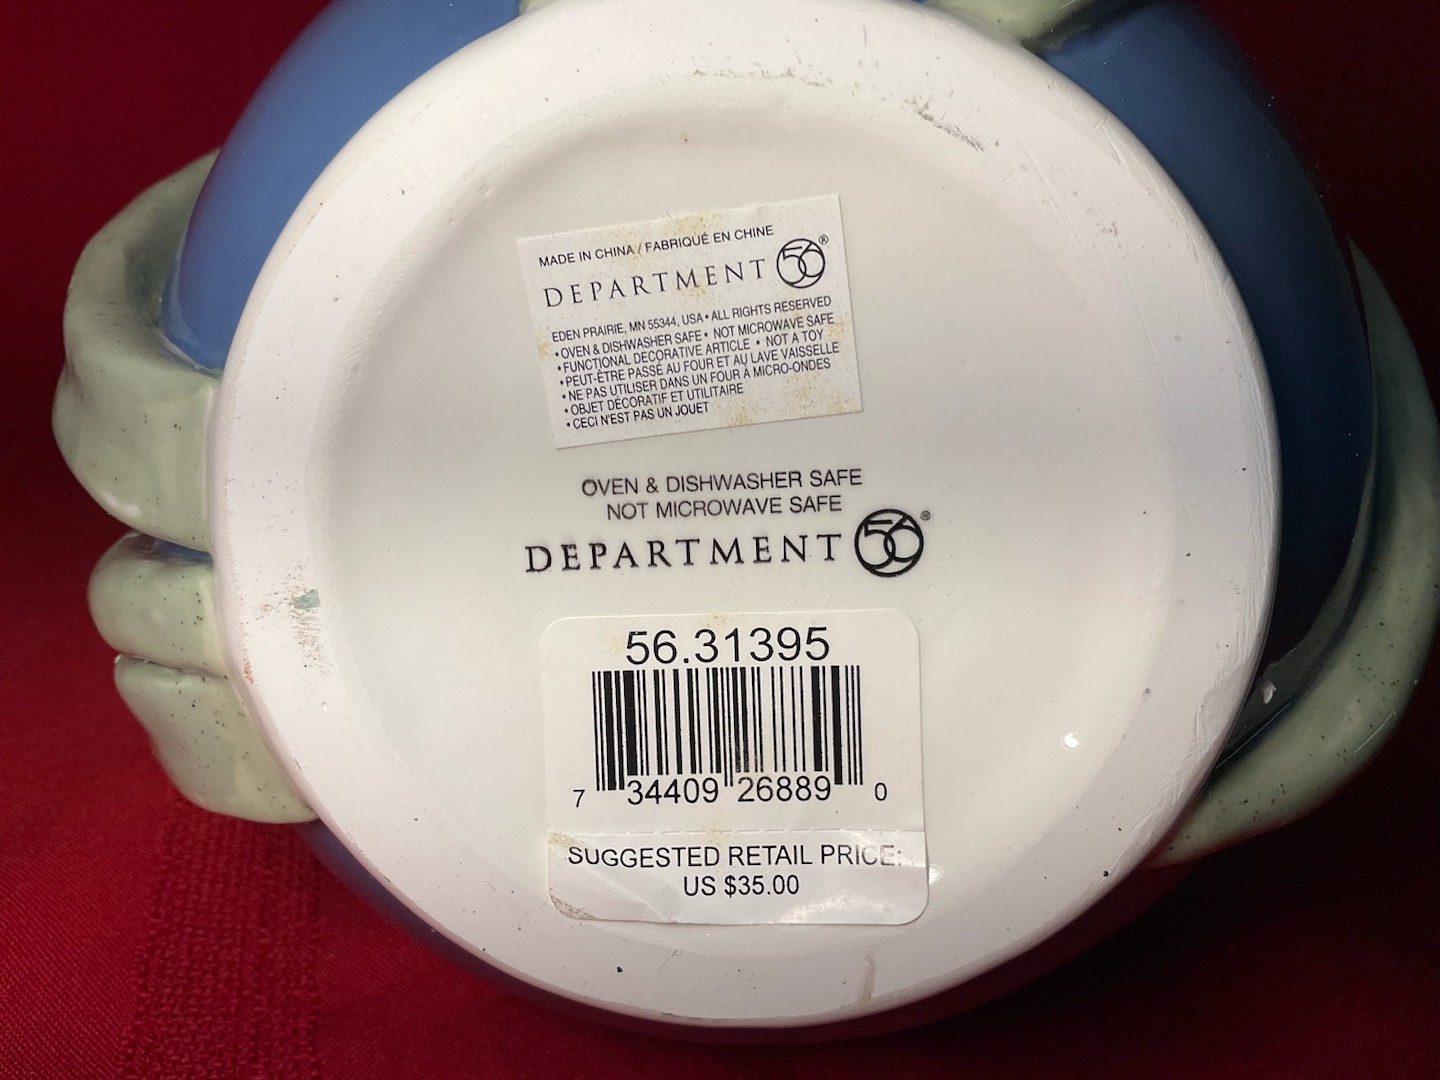 MADE IN CHINA / FABRIQUÉ EN CHINE
DEPARTMENT 56®
EDEN PRAIRIE, MN 55344, USA • ALL RIGHTS RESERVED
• OVEN & DISHWASHER SAFE • NOT MICROWAVE SAFE
• FUNCTIONAL DECORATIVE ARTICLE • NOT A TOY
• PEUT-ÊTRE PASSÉ AU FOUR ET AU LAVE VAISSELLE
• NE PAS UTILISER DANS UN FOUR À MICRO-ONDES
• OBJET DÉCORATIF ET UTILITAIRE
• CECI N'EST PAS UN JOUET
OVEN & DISHWASHER SAFE
NOT MICROWAVE SAFE
DEPARTMENT 56®
56.31395
7 34409 26889 0
SUGGESTED RETAIL PRICE:
US $35.00